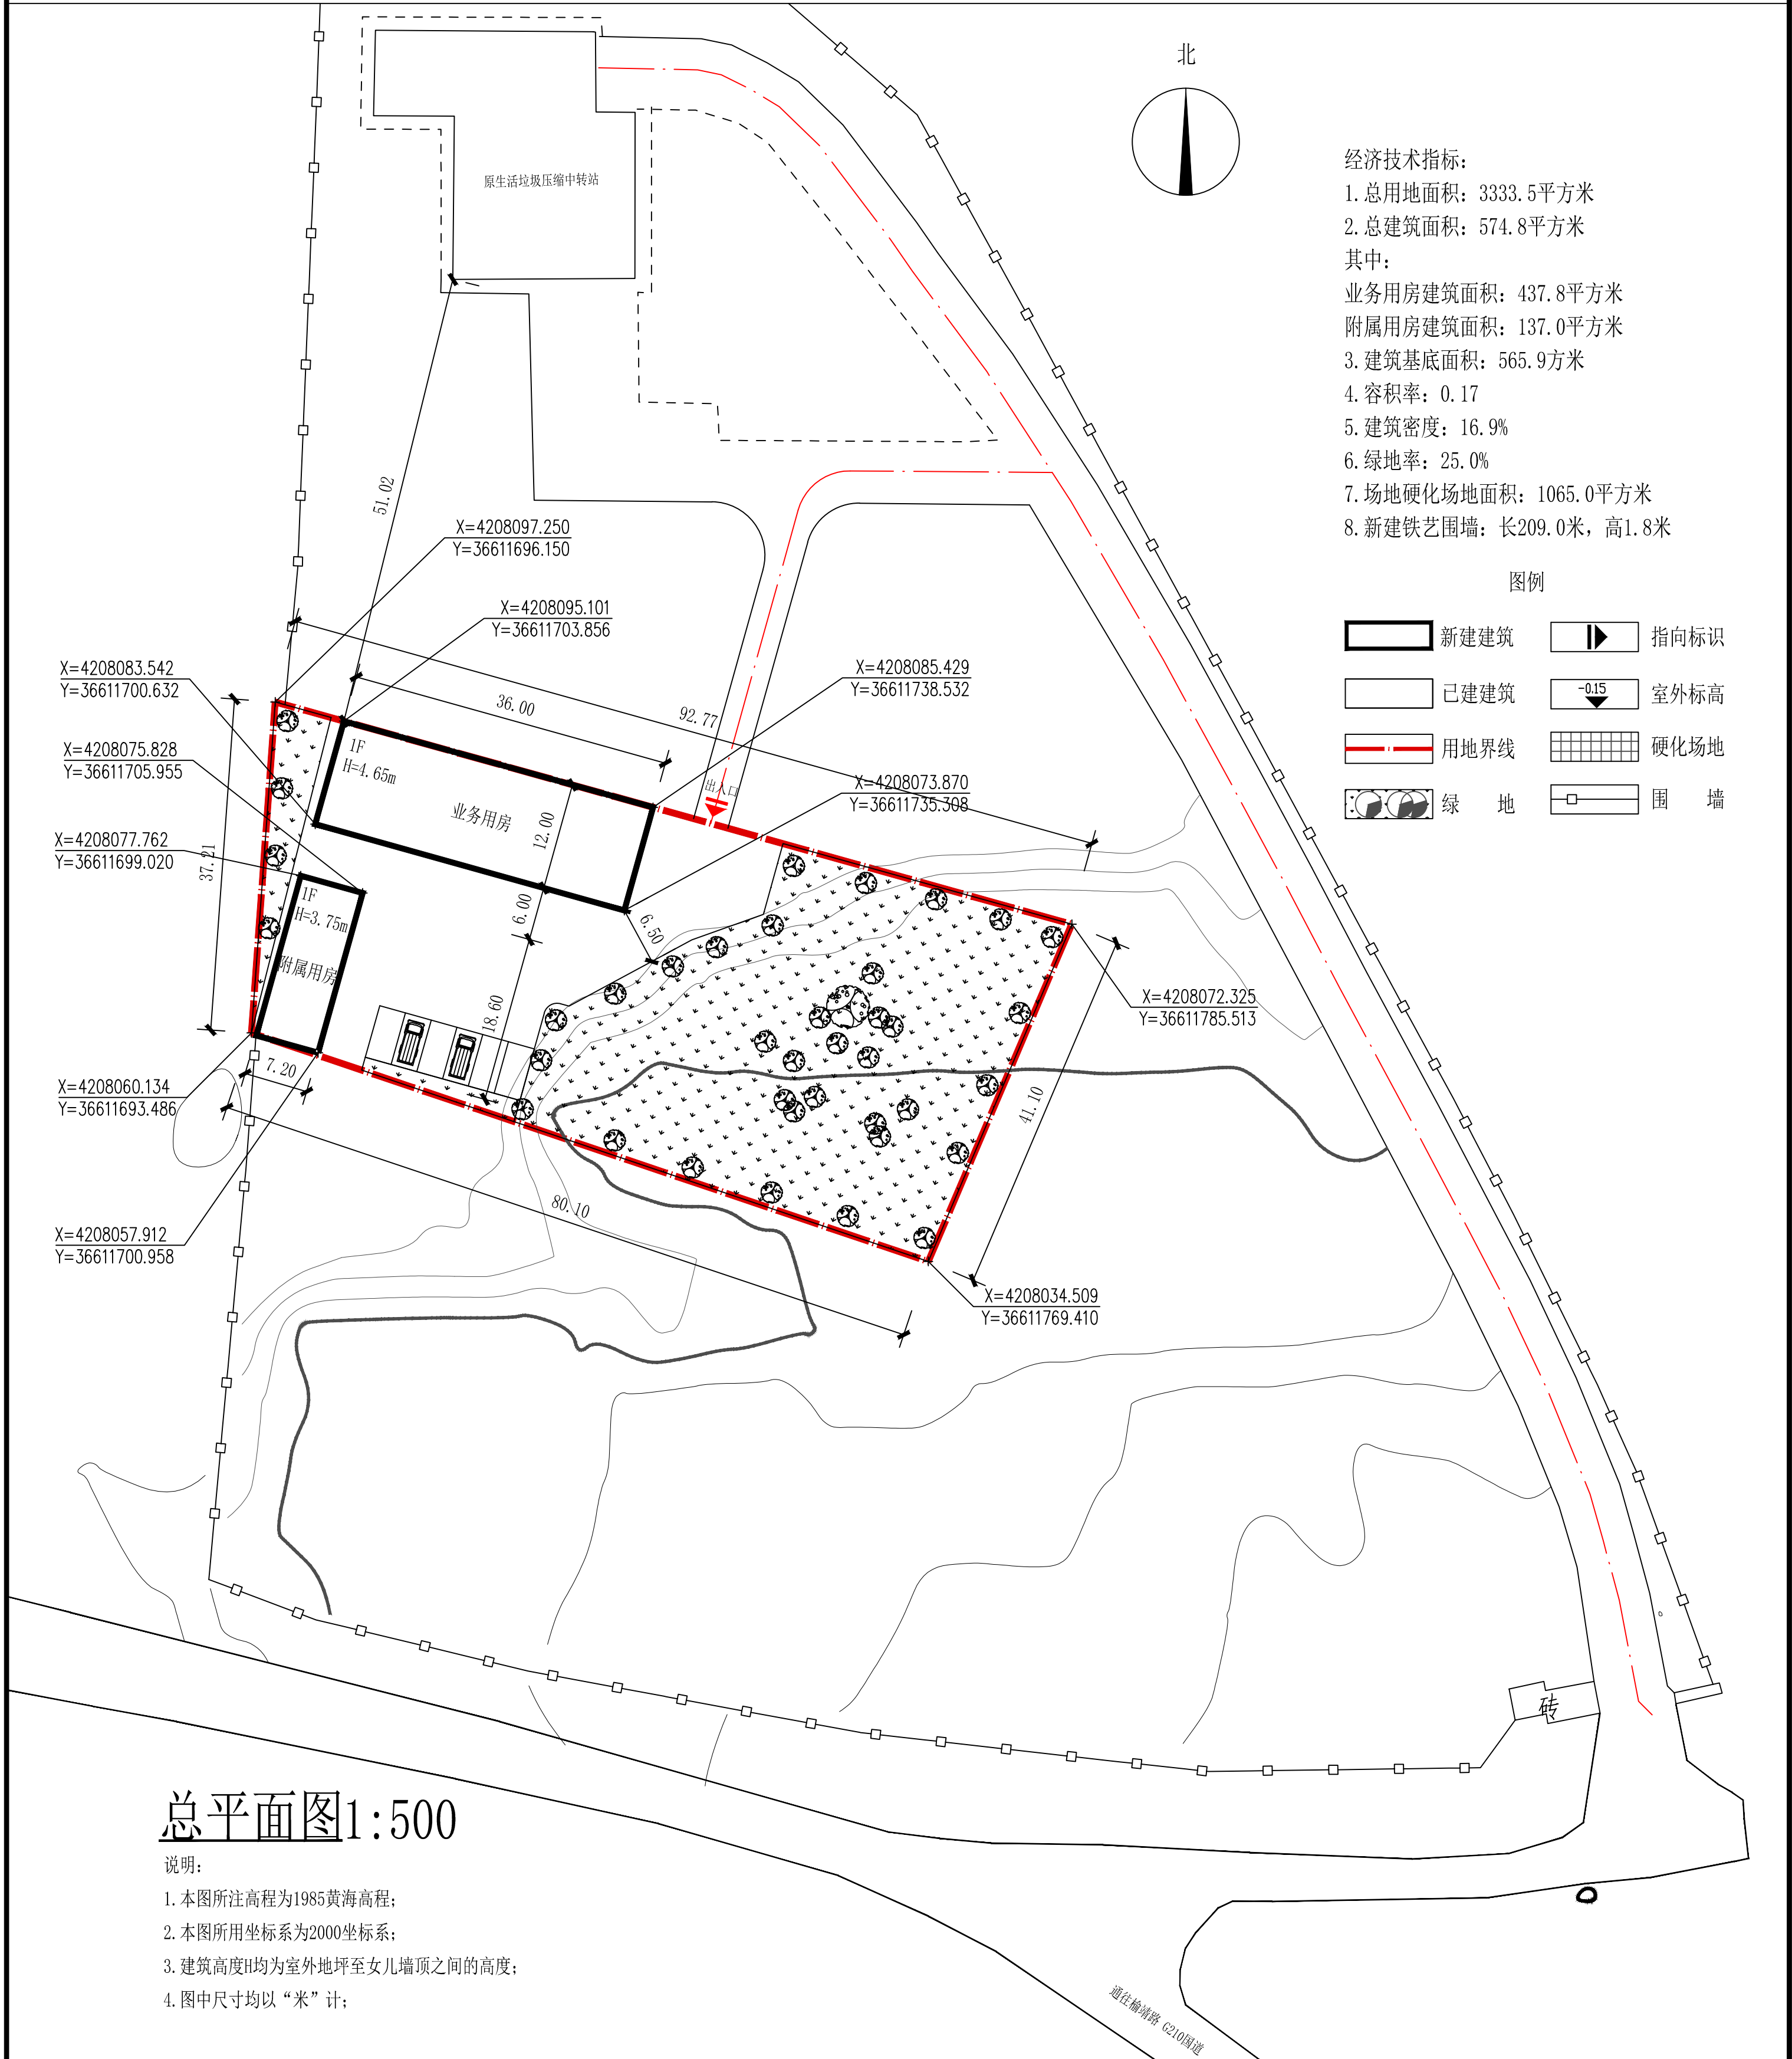 北
原生活垃圾压缩中转站
经济技术指标:
1.总用地面积: 3333.5平方米
2.总建筑面积: 574.8平方米
其中:
业务用房建筑面积: 437.8平方米
附属用房建筑面积: 137.0平方米
3.建筑基底面积: 565.9方米
4.容积率: 0.17
5.建筑密度: 16.9%
6.绿地率: 25.0%
7.场地硬化场地面积: 1065.0平方米
8.新建铁艺围墙: 长209.0米, 高1.8米
图例
新建建筑
指向标识
已建建筑
-0.15
室外标高
用地界线
硬化场地
绿 地
围 墙
51.02
X=4208097.250
Y=36611696.150
X=4208095.101
Y=36611703.856
X=4208083.542
Y=36611700.632
X=4208085.429
Y=36611738.532
36.00
92.77
X=4208075.828
Y=36611705.955
1F
H=4.65m
业务用房
出入口
X=4208073.870
Y=36611735.308
12.00
X=4208077.762
Y=36611699.020
37.21
1F
H=3.75m
附属用房
6.00
6.50
18.60
X=4208072.325
Y=36611785.513
7.20
41.10
X=4208060.134
Y=36611693.486
80.10
X=4208057.912
Y=36611700.958
X=4208034.509
Y=36611769.410
砖
总平面图1:500
说明:
1.本图所注高程为1985黄海高程;
2.本图所用坐标系为2000坐标系;
3.建筑高度H均为室外地坪至女儿墙顶之间的高度;
4.图中尺寸均以“米”计;
通往榆靖路 G210国道